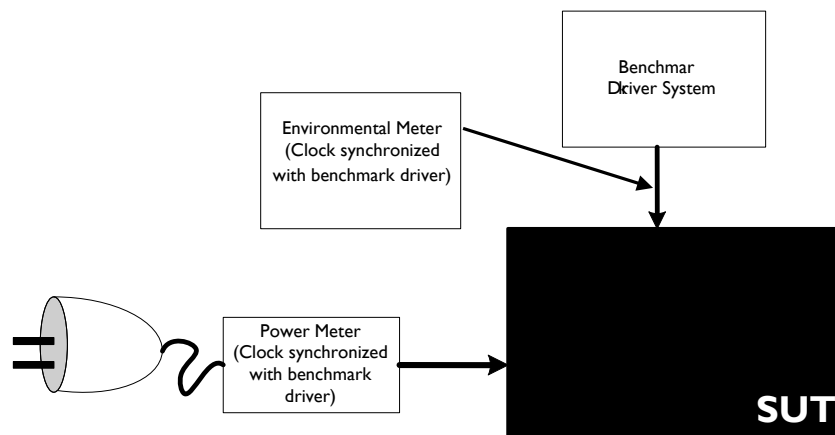 Benchmar
Dkriver System
Environmental Meter
(Clock synchronized
with benchmark driver)
Power Meter
(Clock synchronized
with benchmark
driver)
SUT